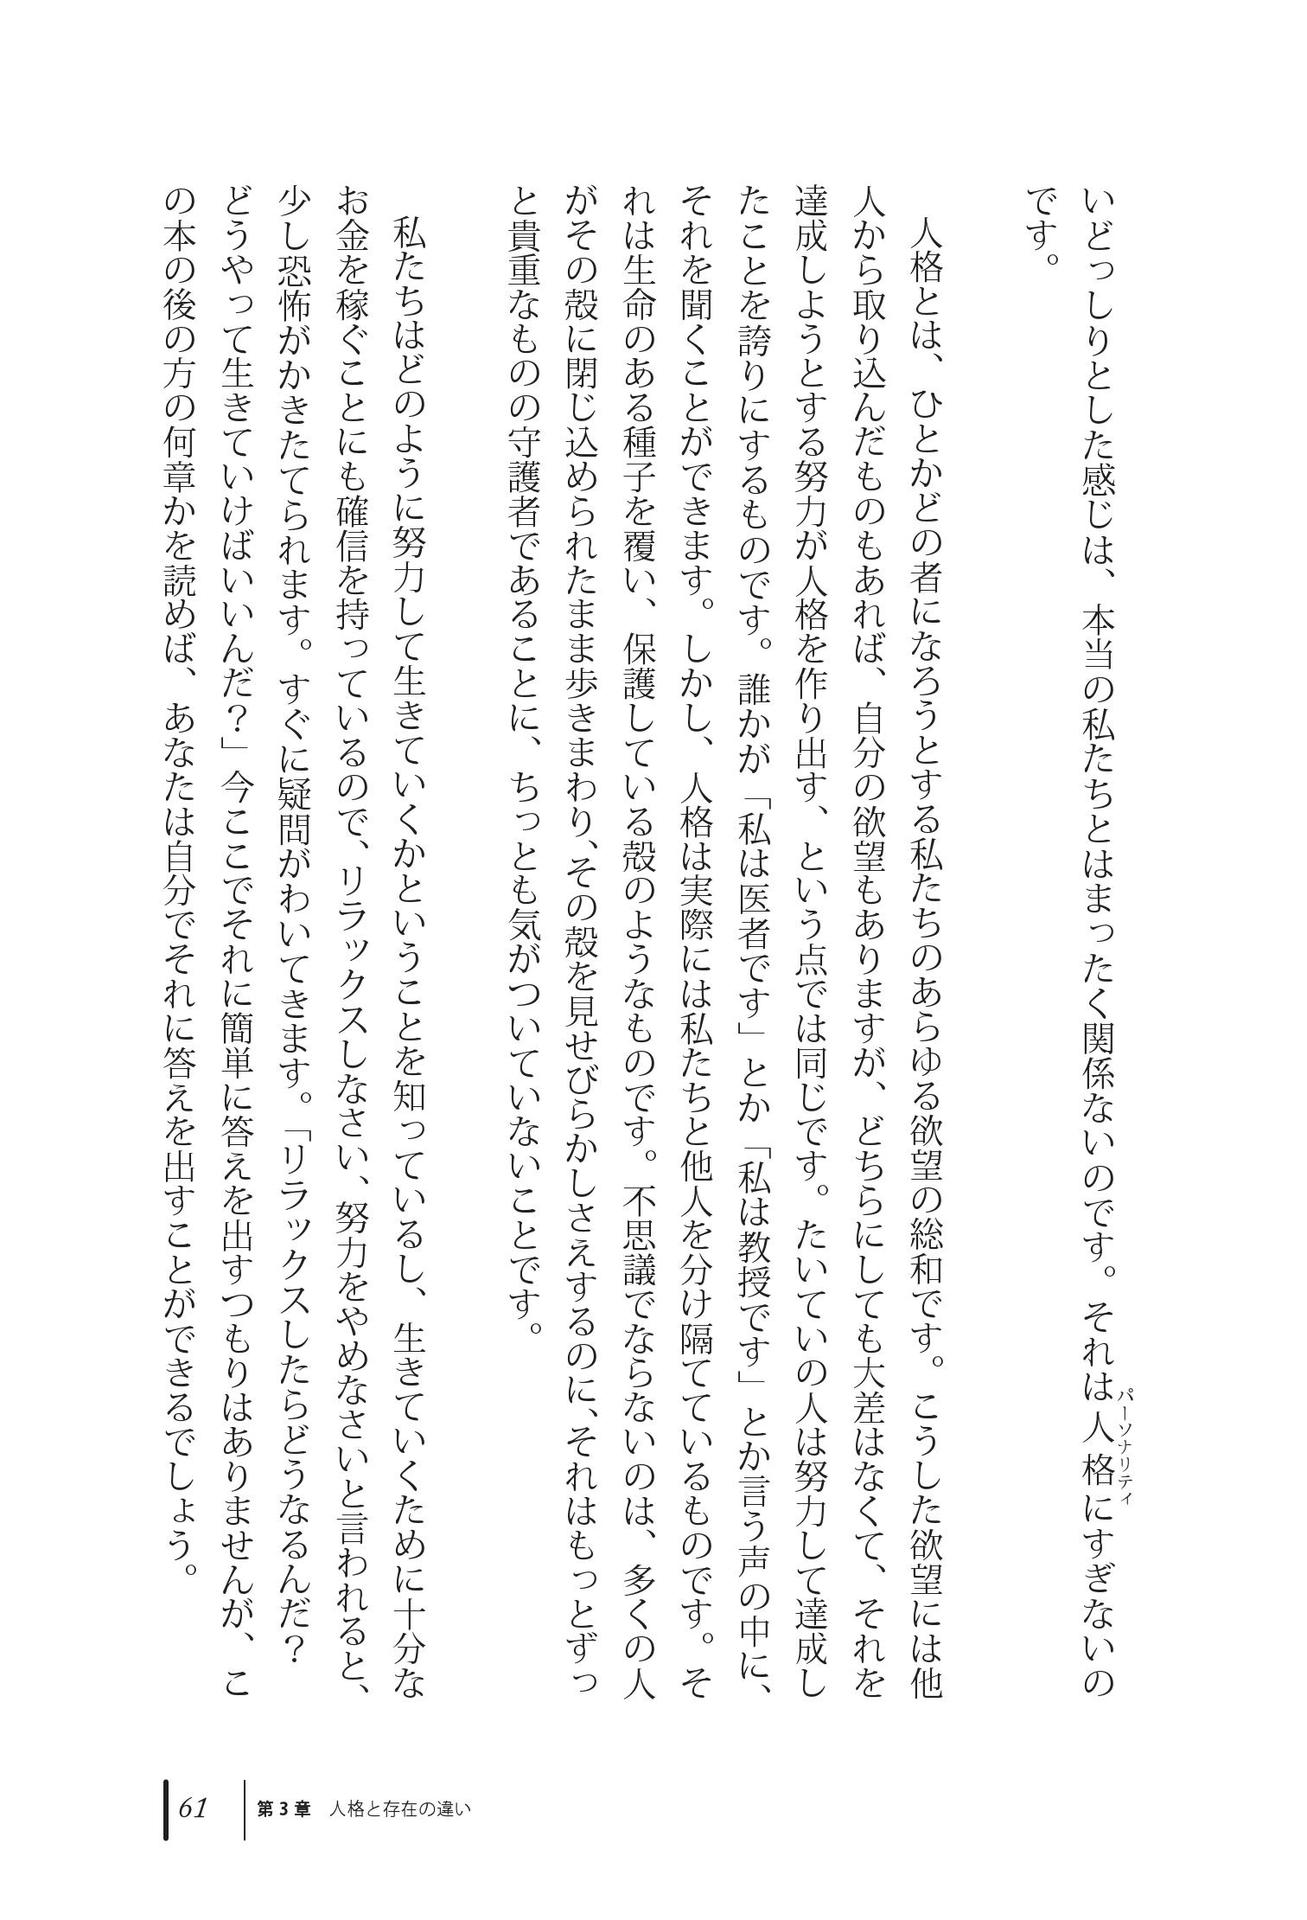 いどっしりとした感じは、本当の私たちとはまったく関係ないのです。それは人格にすぎないの
パーソナリティ
です。
人格とは、ひとかどの者になろうとする私たちのあらゆる欲望の総和です。こうした欲望には他
人から取り込んだものもあれば、自分の欲望もありますが、どちらにしても大差はなくて、それを
達成しようとする努力が人格を作り出す、という点では同じです。たいていの人は努力して達成し
たことを誇りにするものです。誰かが「私は医者です」とか「私は教授です」とか言う声の中に、
それを聞くことができます。しかし、人格は実際には私たちと他人を分け隔てているものです。そ
れは生命のある種子を覆い、保護している殻のようなものです。不思議でならないのは、多くの人
がその殻に閉じ込められたまま歩きまわり、その殻を見せびらかしさえするのに、それはもっとずっ
と貴重なものの守護者であることに、ちっとも気がついていないことです。
私たちはどのように努力して生きていくかということを知っているし、生きていくために十分な
お金を稼ぐことにも確信を持っているので、リラックスしなさい、努力をやめなさいと言われると、
少し恐怖がかきたてられます。すぐに疑問がわいてきます。「リラックスしたらどうなるんだ?
どうやって生きていけばいいんだ?」今ここでそれに簡単に答えを出すつもりはありませんが、こ
の本の後の方の何章かを読めば、あなたは自分でそれに答えを出すことができるでしょう。
61 第3章 人格と存在の違い